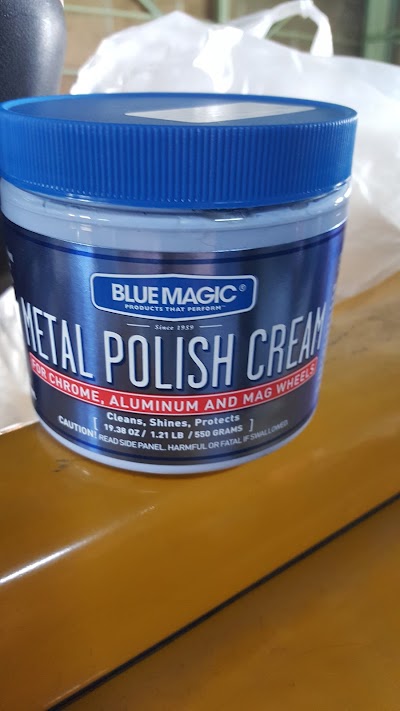 BLUE MAGIC®
PRODUCTS THAT PERFORM™
Since 1959
METAL POLISH CREAM
FOR CHROME, ALUMINUM AND MAG WHEELS
Cleans, Shines, Protects
[ 19.38 OZ / 1.21 LB / 550 GRAMS ]
CAUTION: READ SIDE PANEL. HARMFUL OR FATAL IF SWALLOWED.